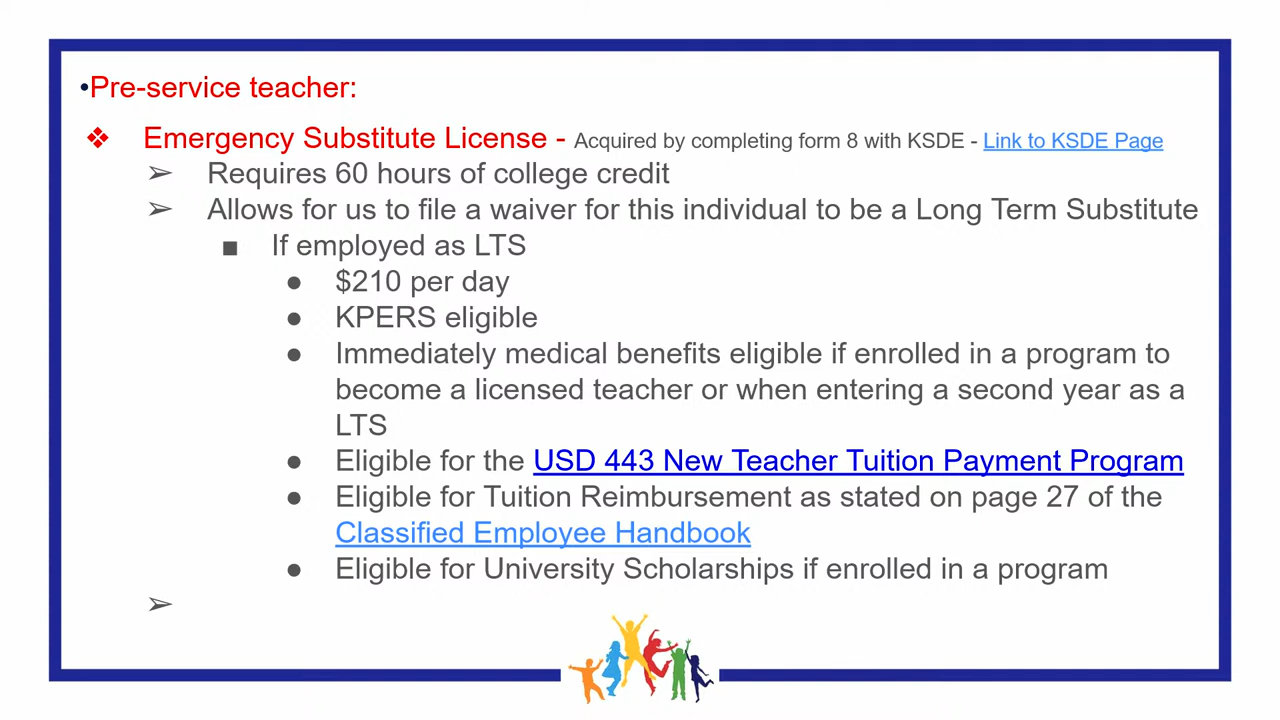 •Pre-service teacher:
❖ Emergency Substitute License - Acquired by completing form 8 with KSDE - Link to KSDE Page
➢ Requires 60 hours of college credit
➢ Allows for us to file a waiver for this individual to be a Long Term Substitute
■ If employed as LTS
● $210 per day
● KPERS eligible
● Immediately medical benefits eligible if enrolled in a program to
become a licensed teacher or when entering a second year as a
LTS
● Eligible for the USD 443 New Teacher Tuition Payment Program
● Eligible for Tuition Reimbursement as stated on page 27 of the
Classified Employee Handbook
● Eligible for University Scholarships if enrolled in a program
➢